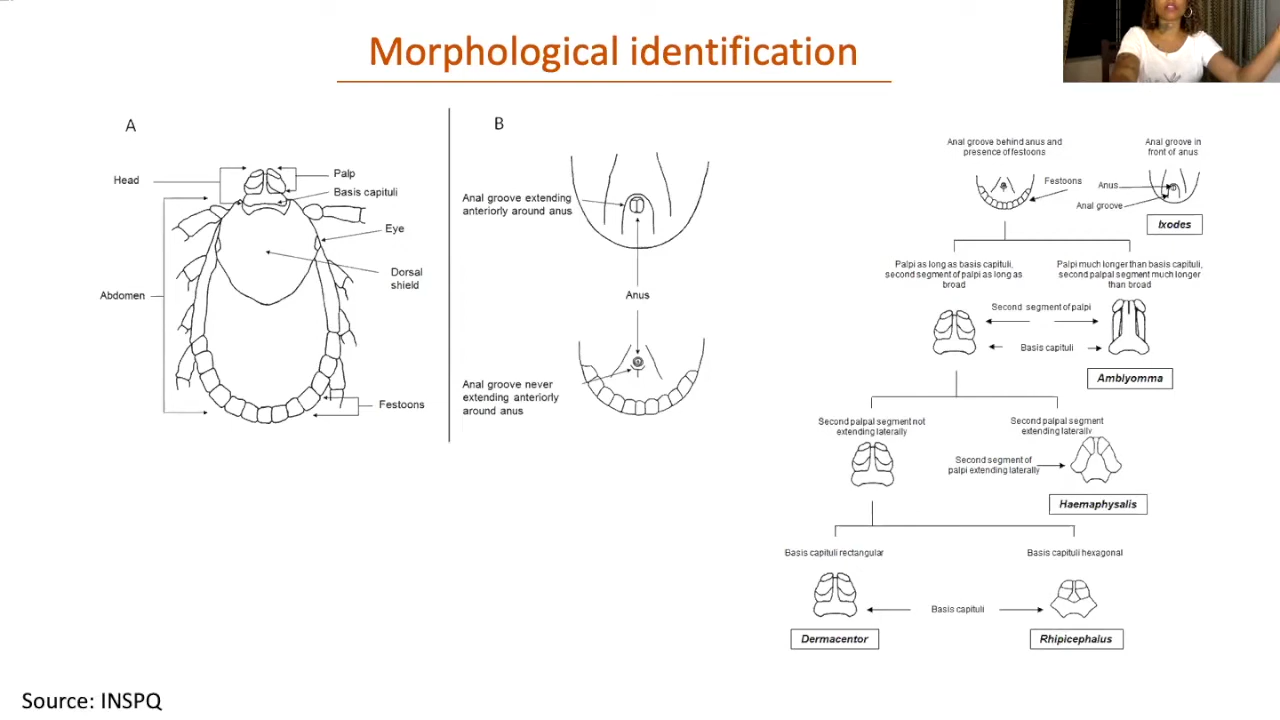 Morphological identification
A
Head
Palp
Basis capituli
Eye
Dorsal
shield
Abdomen
Festoons
B
Anal groove extending
anteriorly around anus
Anus
Anal groove never
extending anteriorly
around anus
Anal groove behind anus and
presence of festoons
Anal groove in
front of anus
Festoons
Anus
Anal groove
Ixodes
Palpi as long as basis capituli,
second segment of palpi as long as
broad
Palpi much longer than basis capituli,
second palpal segment much longer
than broad
Second segment of palpi
Basis capituli
Amblyomma
Second palpal segment not
extending laterally
Second palpal segment
extending laterally
Second segment of
palpi extending laterally
Haemaphysalis
Basis capituli rectangular
Basis capituli hexagonal
Basis capituli
Dermacentor
Rhipicephalus
Source: INSPQ